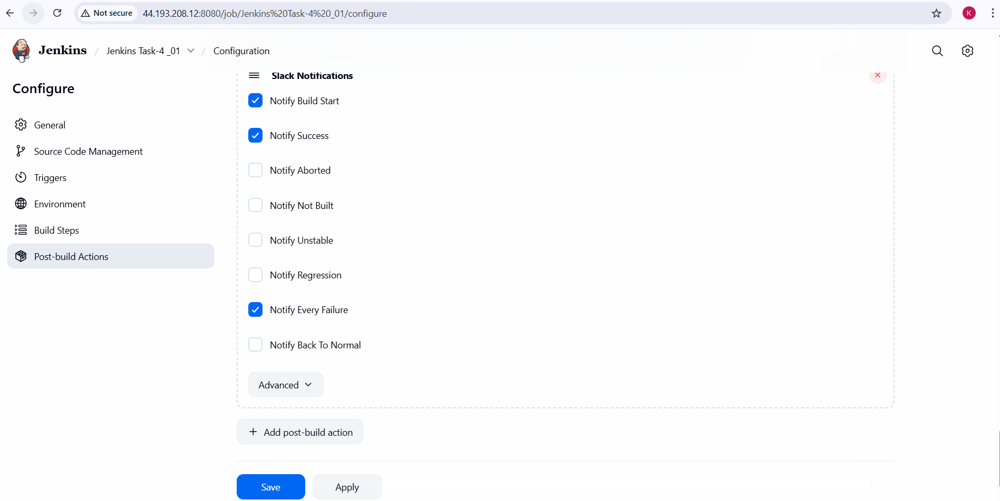 Not secure 44.193.208.12:8080/job/Jenkins%20Task-4%20_01/configure K
Jenkins / Jenkins Task-4 _01 / Configuration
Configure
General
Source Code Management
Triggers
Environment
Build Steps
Post-build Actions
Slack Notifications
Notify Build Start
Notify Success
Notify Aborted
Notify Not Built
Notify Unstable
Notify Regression
Notify Every Failure
Notify Back To Normal
Advanced
Add post-build action
Save Apply